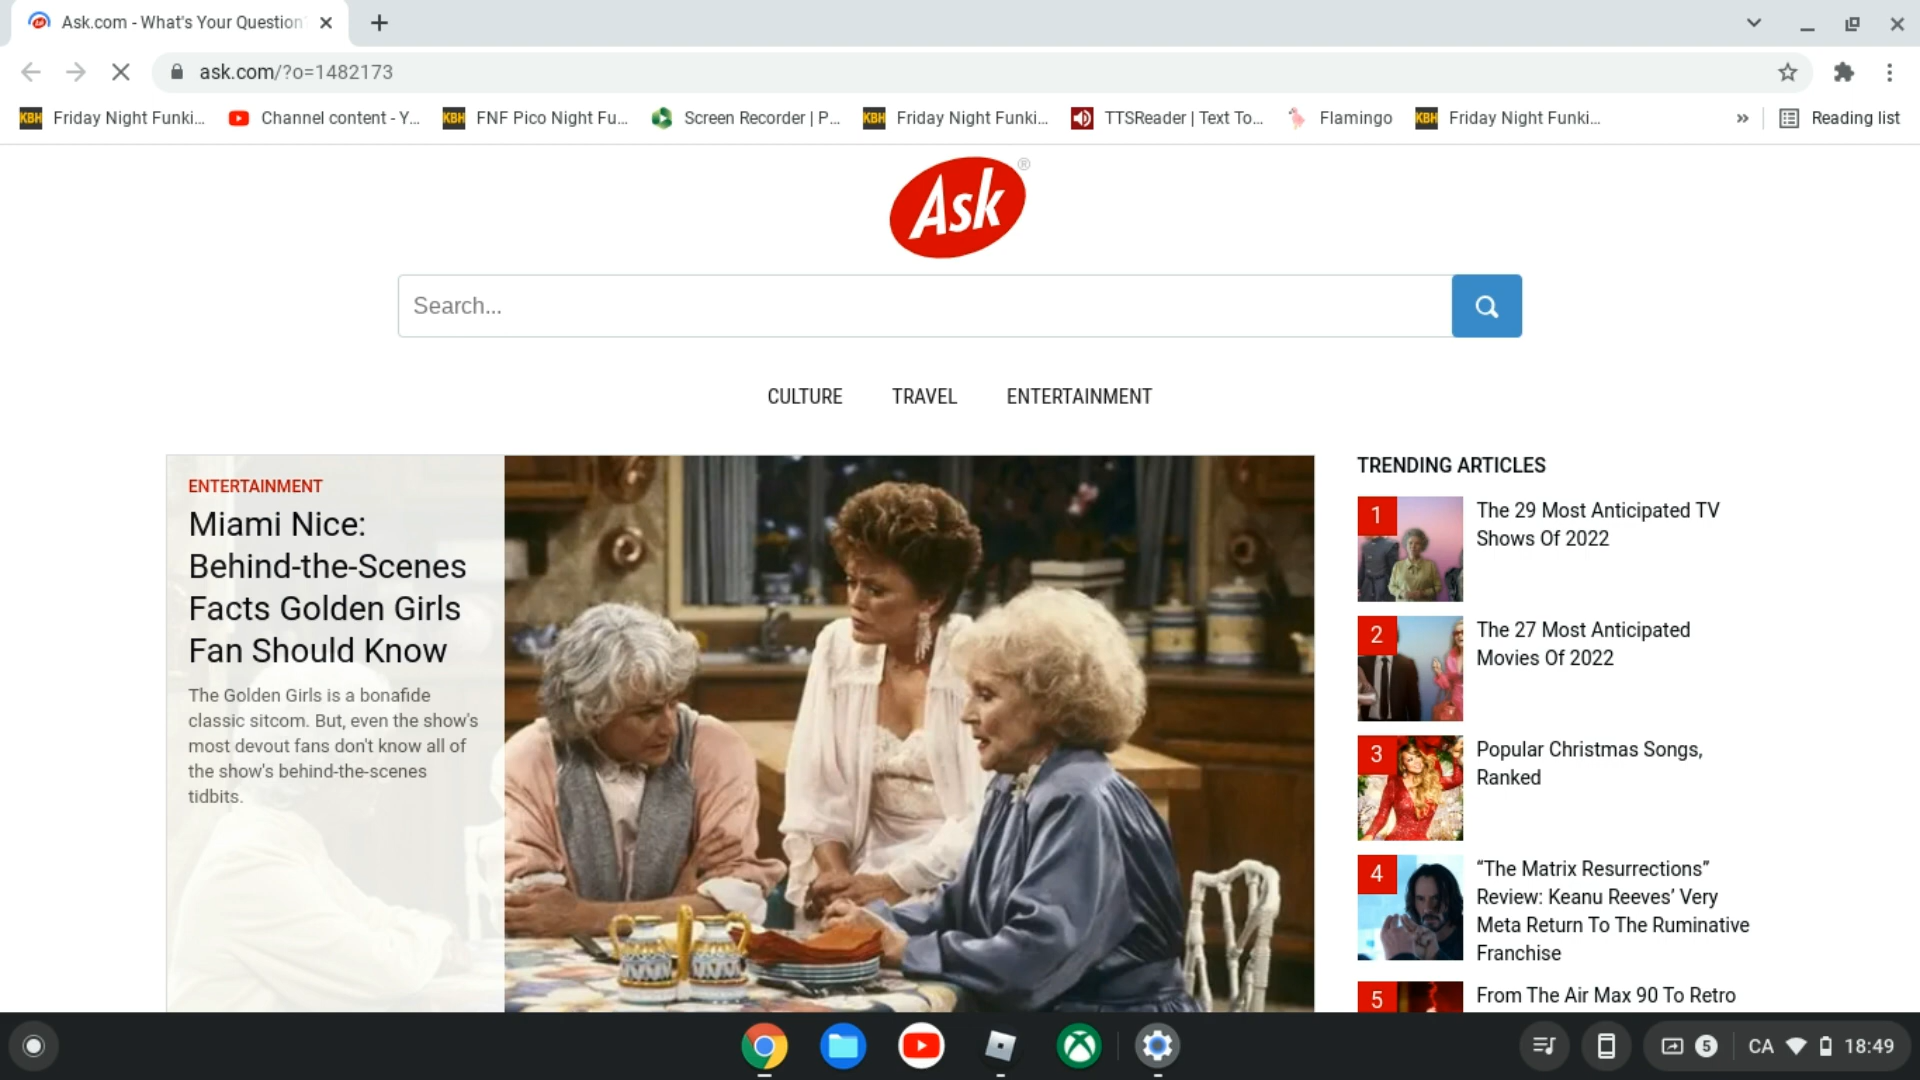 Ask.com - What's Your Question
ask.com/?o=1482173
KBH Friday Night Funki...
Channel content - Y...
KBH FNF Pico Night Fu...
Screen Recorder | P...
KBH Friday Night Funki...
TTSReader | Text To...
Flamingo
KBH Friday Night Funki...
»
Reading list
Ask®
Search...
CULTURE TRAVEL ENTERTAINMENT
ENTERTAINMENT
Miami Nice:
Behind-the-Scenes
Facts Golden Girls
Fan Should Know
The Golden Girls is a bonafide
classic sitcom. But, even the show's
most devout fans don't know all of
the show's behind-the-scenes
tidbits.
TRENDING ARTICLES
1 The 29 Most Anticipated TV
Shows Of 2022
2 The 27 Most Anticipated
Movies Of 2022
3 Popular Christmas Songs,
Ranked
4 “The Matrix Resurrections”
Review: Keanu Reeves’ Very
Meta Return To The Ruminative
Franchise
5 From The Air Max 90 To Retro
5 CA 18:49